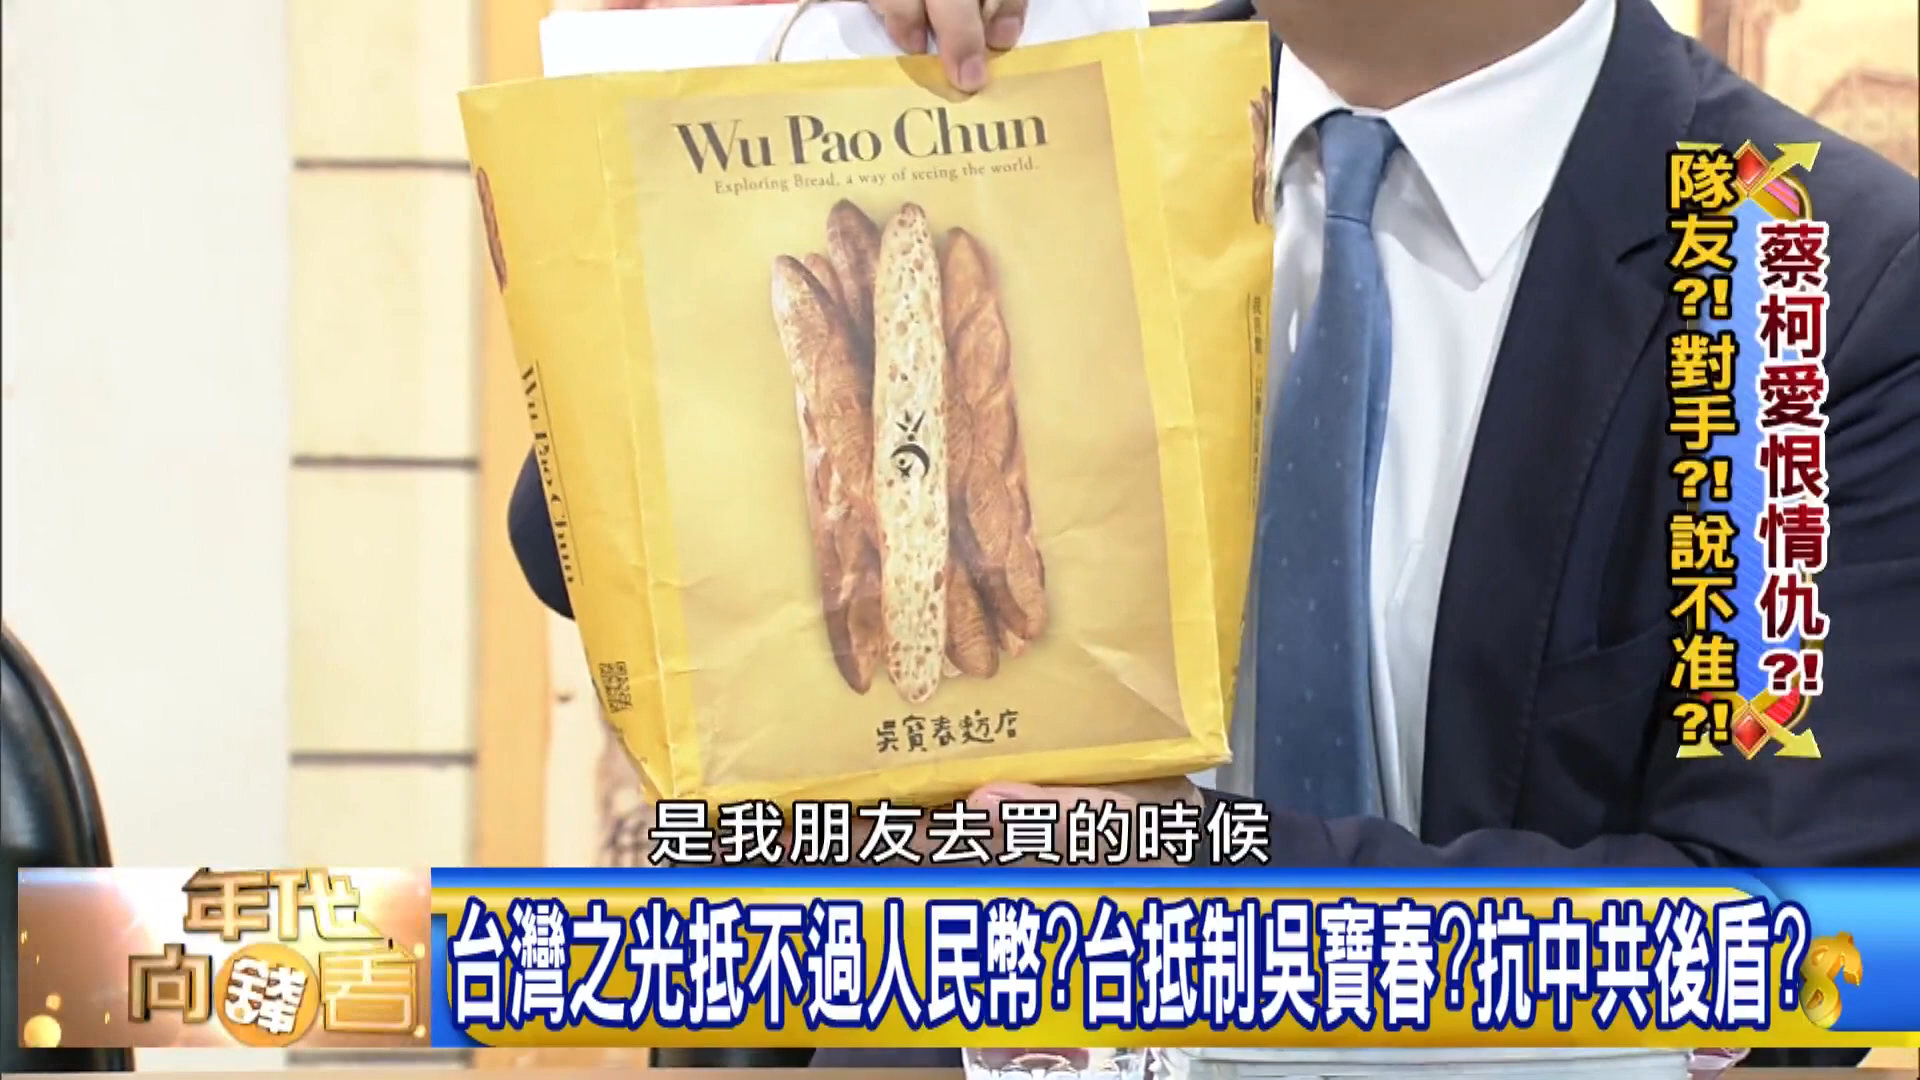 Wu Pao Chun
Exploring Bread, a way of seeing the world.
Wu Pao Chun
吳寶春麵店
蔡柯愛恨情仇?!
隊友?!對手?!說不准?!
是我朋友去買的時候
年代
向錢看
台灣之光抵不過人民幣?台抵制吳寶春?抗中共後盾?